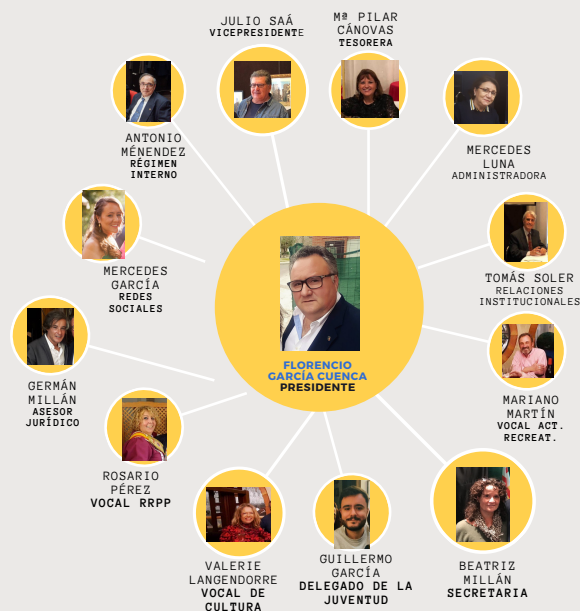 JULIO SAÁ
VICEPRESIDENTE
Mª PILAR
CÁNOVAS
TESORERA
ANTONIO
MÉNENDEZ
RÉGIMEN
INTERNO
MERCEDES
LUNA
ADMINISTRADORA
MERCEDES
GARCÍA
REDES
SOCIALES
TOMÁS SOLER
RELACIONES
INSTITUCIONALES
FLORENCIO
GARCÍA CUENCA
PRESIDENTE
GERMÁN
MILLÁN
ASESOR
JURÍDICO
MARIANO
MARTÍN
VOCAL ACT.
RECREAT.
ROSARIO
PÉREZ
VOCAL RRPP
VALERIE
LANGENDORRE
VOCAL DE
CULTURA
GUILLERMO
GARCÍA
DELEGADO DE LA
JUVENTUD
BEATRIZ
MILLÁN
SECRETARIA